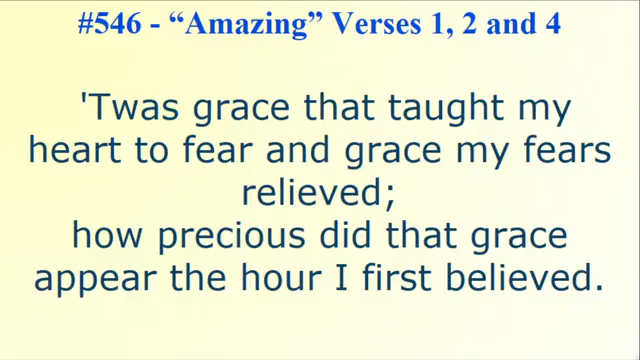 #546 - “Amazing” Verses 1, 2 and 4
'Twas grace that taught my
heart to fear and grace my fears
relieved;
how precious did that grace
appear the hour I first believed.